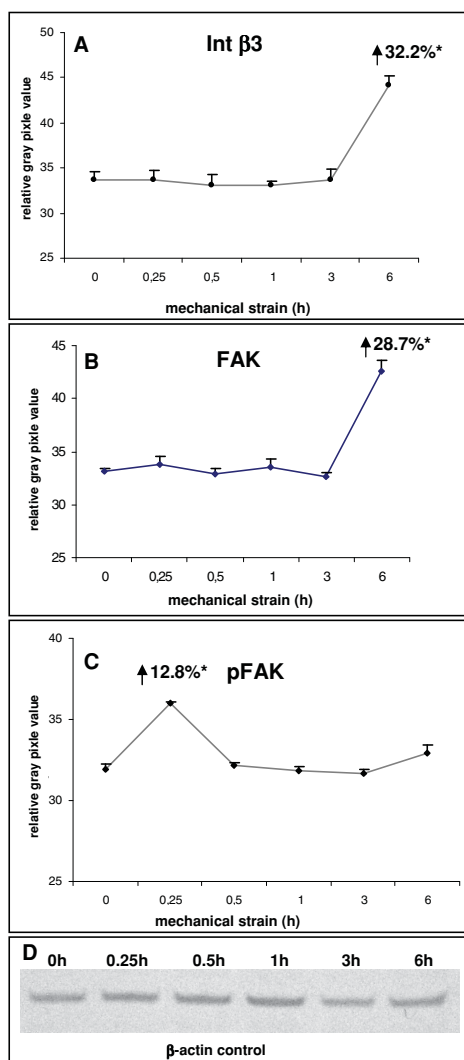 A Int β3
↑32.2%*
50
45
40
35
30
25
relative gray pixle value
0 0,25 0,5 1 3 6
mechanical strain (h)
B FAK
↑28.7%*
45
35
25
relative gray pixle value
0 0,25 0,5 1 3 6
mechanical strain (h)
C
↑12.8%* pFAK
40
35
30
25
relative gray pixle value
0 0,25 0,5 1 3 6
mechanical strain (h)
D 0h 0.25h 0.5h 1h 3h 6h
β-actin control